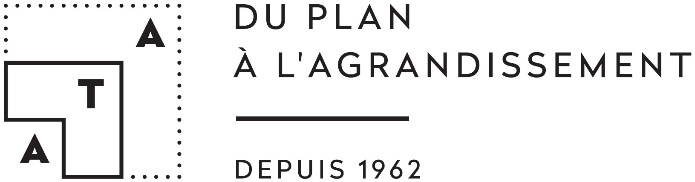 A
T
A
DU PLAN
À L'AGRANDISSEMENT
DEPUIS 1962